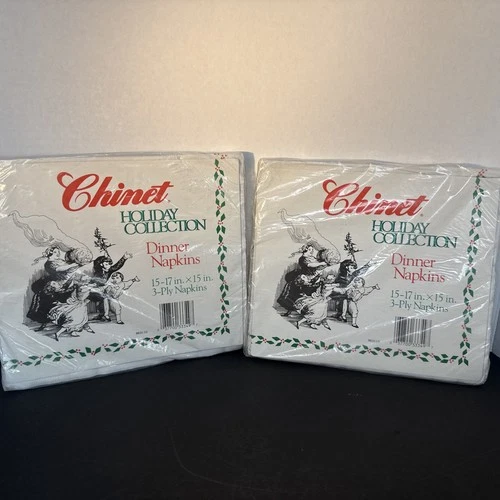 Chinet
HOLIDAY
COLLECTION
Dinner
Napkins
15-17 in. × 15 in.
3-Ply Napkins
Chinet
HOLIDAY
COLLECTION
Dinner
Napkins
15-17 in. × 15 in.
3-Ply Napkins